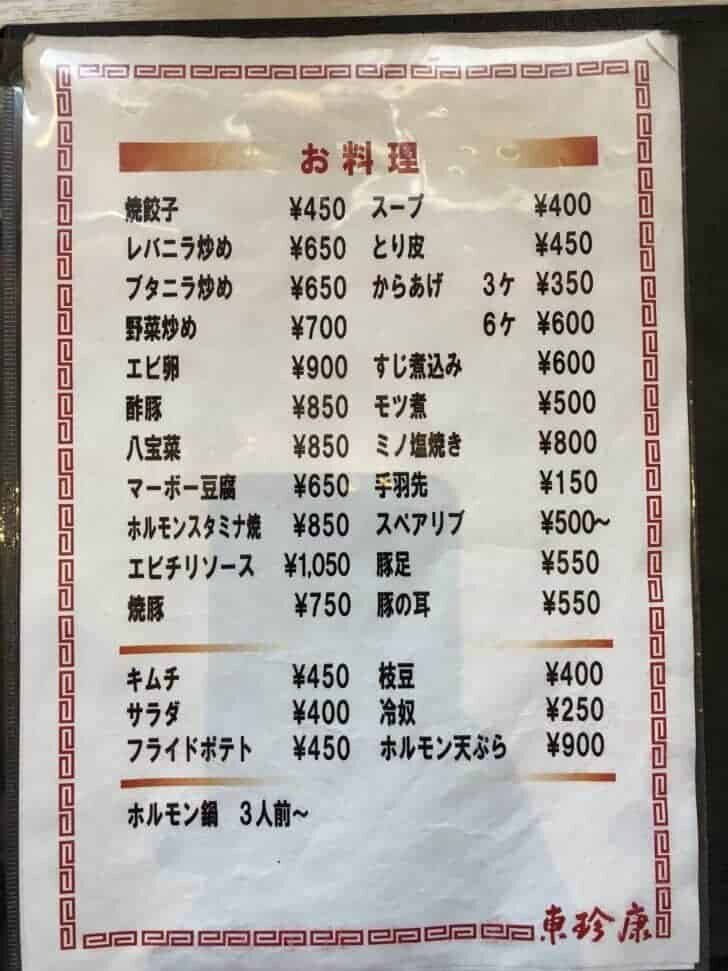 お料理
焼餃子 ¥450 スープ ¥400
レバニラ炒め ¥650 とり皮 ¥450
ブタニラ炒め ¥650 からあげ 3ケ ¥350
野菜炒め ¥700 6ケ ¥600
エビ卵 ¥900 すじ煮込み ¥600
酢豚 ¥850 モツ煮 ¥500
八宝菜 ¥850 ミノ塩焼き ¥800
マーボー豆腐 ¥650 手羽先 ¥150
ホルモンスタミナ焼 ¥850 スペアリブ ¥500〜
エビチリソース ¥1,050 豚足 ¥550
焼豚 ¥750 豚の耳 ¥550
キムチ ¥450 枝豆 ¥400
サラダ ¥400 冷奴 ¥250
フライドポテト ¥450 ホルモン天ぷら ¥900
ホルモン鍋 3人前〜
東珍康